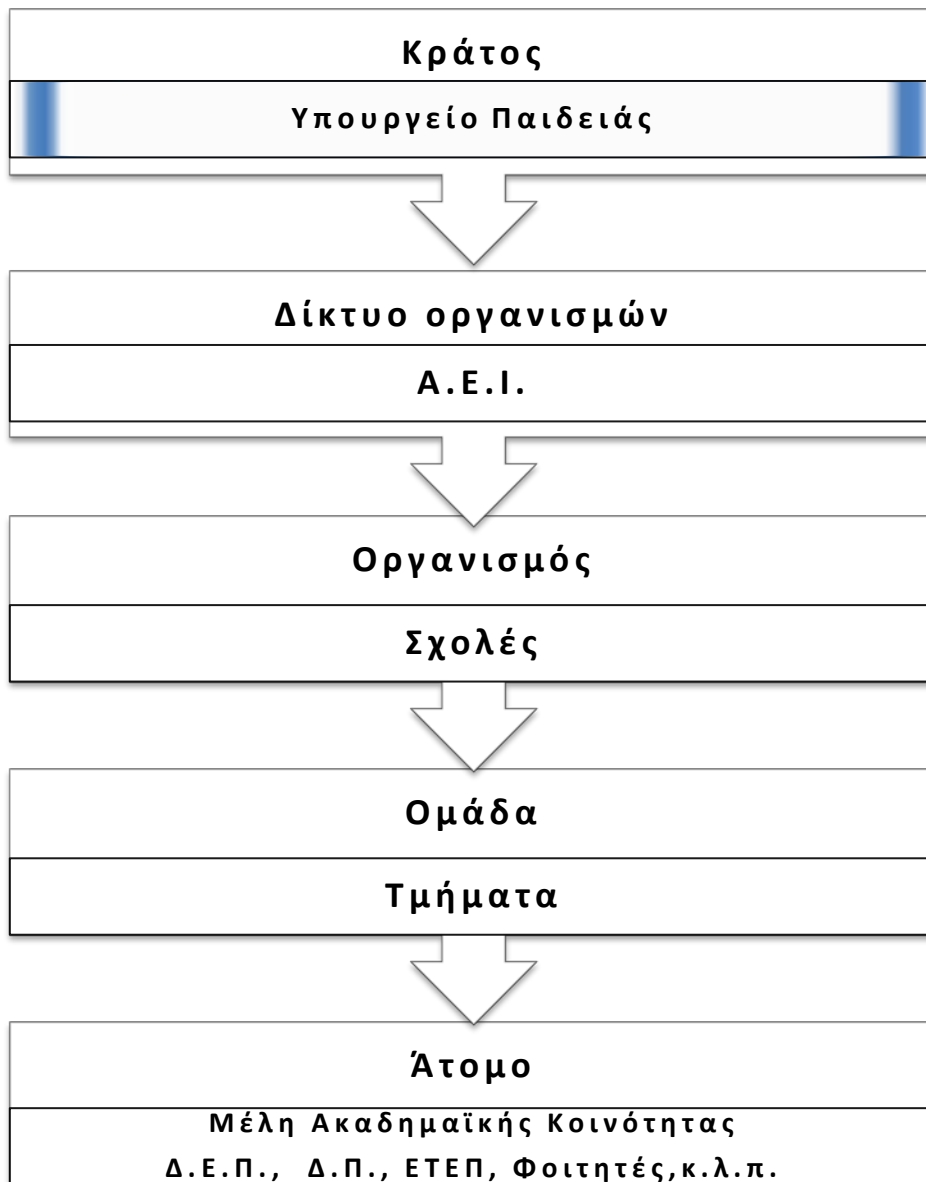 Κράτος
Υπουργείο Παιδειάς
Δίκτυο οργανισμών
Α.Ε.Ι.
Οργανισμός
Σχολές
Ομάδα
Τμήματα
Άτομο
Μέλη Ακαδημαϊκής Κοινότητας
Δ.Ε.Π., Δ.Π., ΕΤΕΠ, Φοιτητές,κ.λ.π.